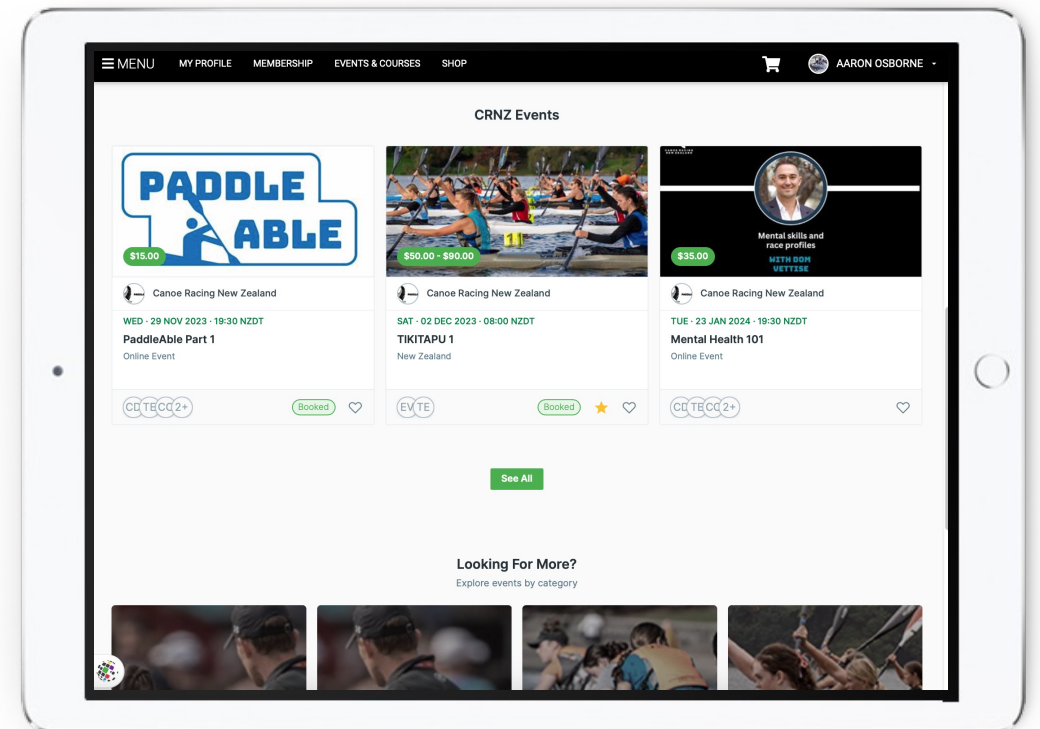 MENU
MY PROFILE
MEMBERSHIP
EVENTS & COURSES
SHOP
AARON OSBORNE
CRNZ Events
PADDLE
ABLE
$15.00
Canoe Racing New Zealand
WED · 29 NOV 2023 · 19:30 NZDT
PaddleAble Part 1
Online Event
CD TE CC 2+
Booked
11
$50.00 - $90.00
Canoe Racing New Zealand
SAT · 02 DEC 2023 · 08:00 NZDT
TIKITAPU 1
New Zealand
EV TE
Booked
CANOE RACING
NEW ZEALAND
Mental skills and
race profiles
WITH DOM
VETTISE
$35.00
Canoe Racing New Zealand
TUE · 23 JAN 2024 · 19:30 NZDT
Mental Health 101
Online Event
CD TE CC 2+
See All
Looking For More?
Explore events by category